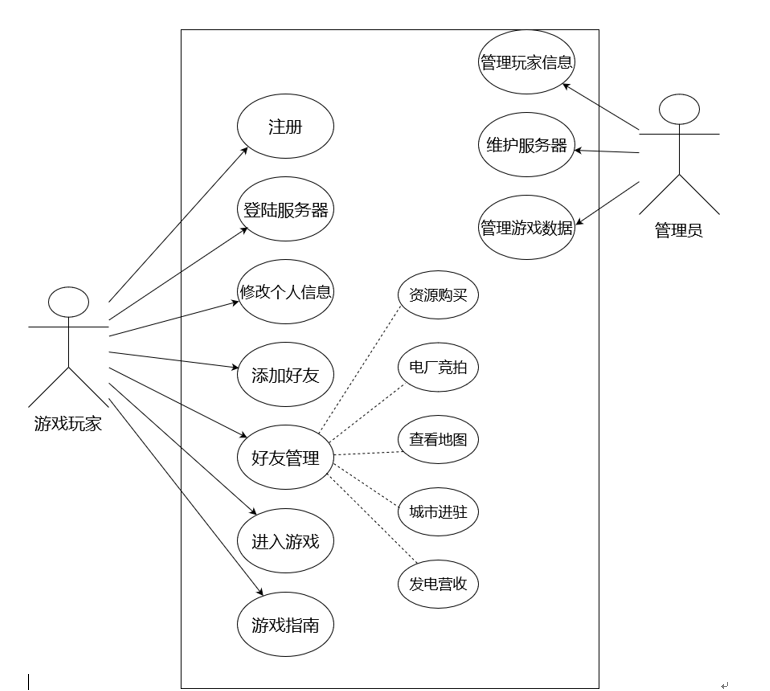 管理玩家信息
注册
维护服务器
登陆服务器
管理游戏数据
管理员
修改个人信息
资源购买
添加好友
电厂竞拍
游戏玩家
查看地图
好友管理
城市进驻
进入游戏
发电营收
游戏指南